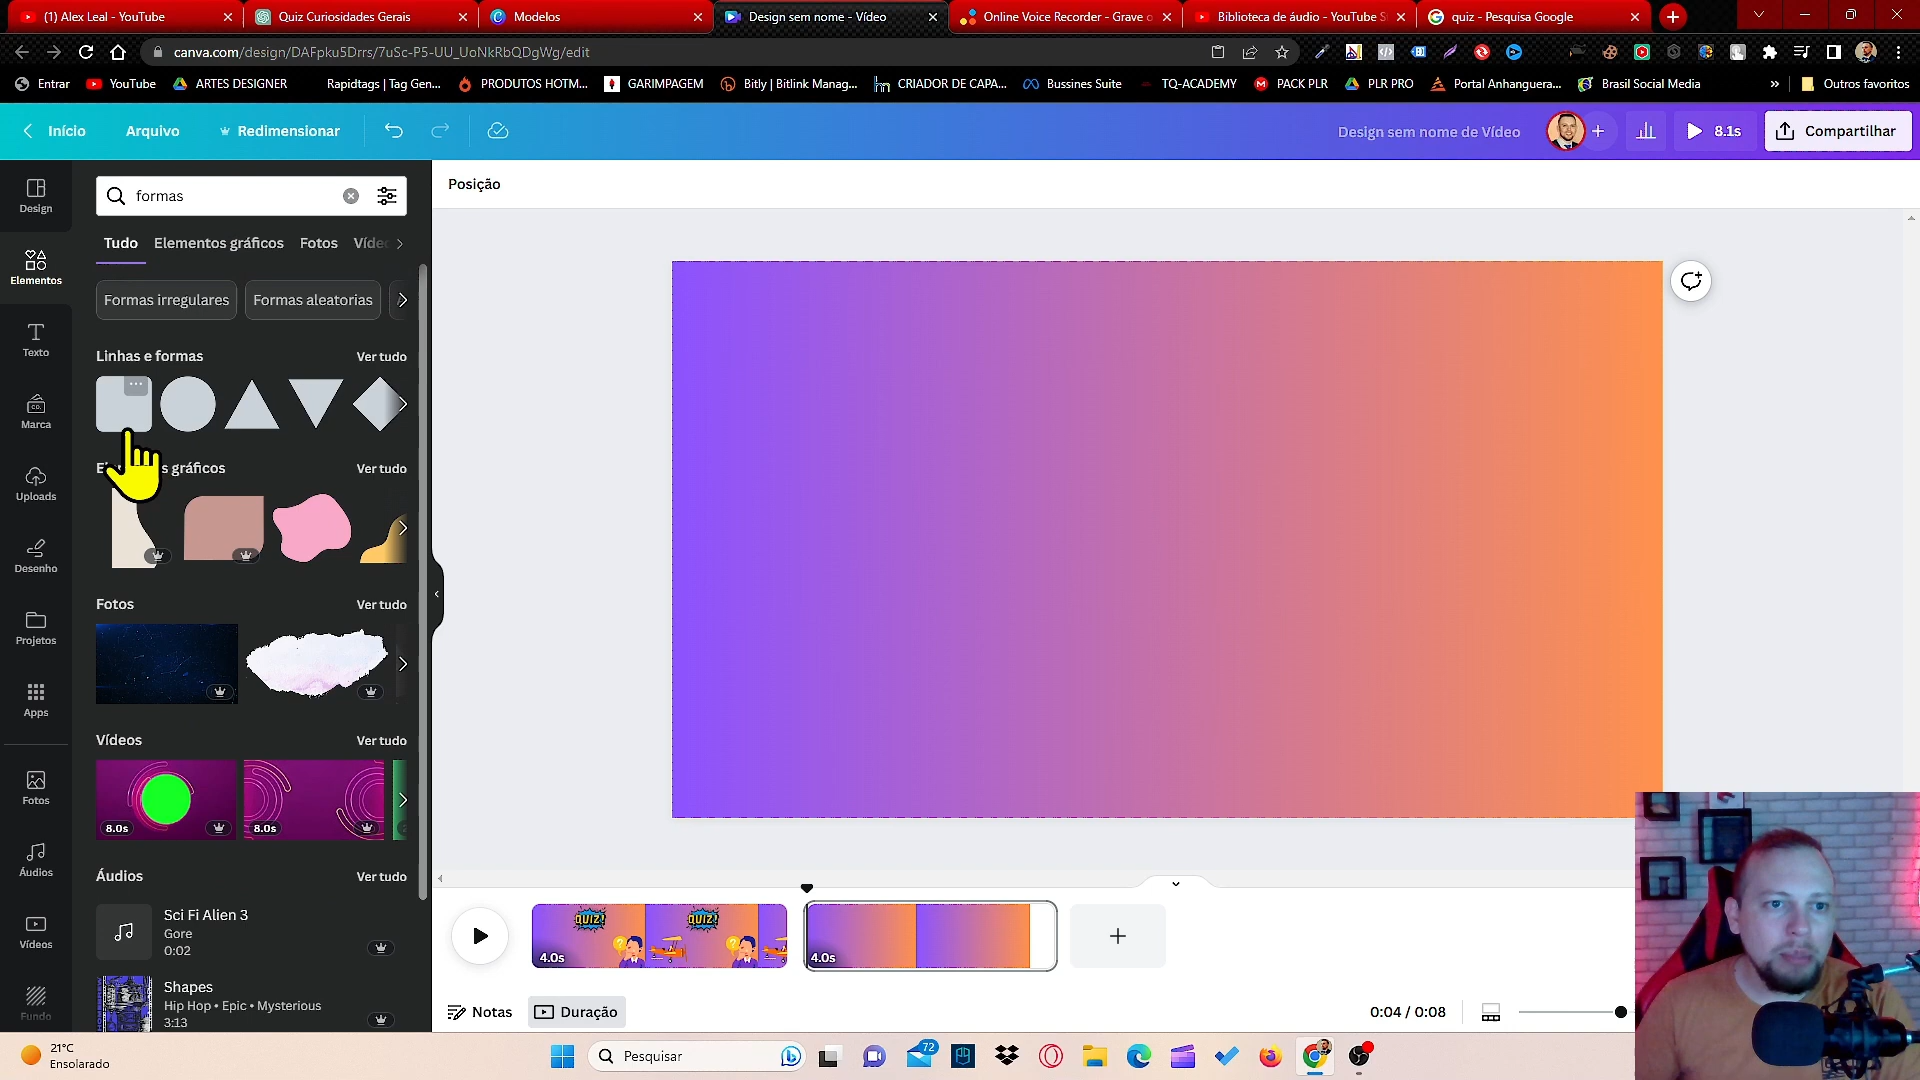 (1) Alex Leal - YouTube
Quiz Curiosidades Gerais
Modelos
Design sem nome - Vídeo
Online Voice Recorder - Grave o
Biblioteca de áudio - YouTube S
quiz - Pesquisa Google
canva.com/design/DAFpku5Drrs/7uSc-P5-UU_UoNkRbQDgWg/edit
Entrar
YouTube
ARTES DESIGNER
Rapidtags | Tag Gen...
PRODUTOS HOTM...
GARIMPAGEM
Bitly | Bitlink Manag...
CRIADOR DE CAPA...
Bussines Suite
TQ-ACADEMY
PACK PLR
PLR PRO
Portal Anhanguera...
Brasil Social Media
»
Outros favoritos
Início
Arquivo
Redimensionar
Design sem nome de Vídeo
8.1s
Compartilhar
Design
Elementos
Texto
Marca
Uploads
Desenho
Projetos
Apps
Fotos
Áudios
Vídeos
Fundo
formas
Tudo
Elementos gráficos
Fotos
Víde
Formas irregulares
Formas aleatorias
Linhas e formas
Ver tudo
E s gráficos
Ver tudo
Fotos
Ver tudo
Vídeos
Ver tudo
8.0s
8.0s
Áudios
Ver tudo
Sci Fi Alien 3
Gore
0:02
Shapes
Hip Hop • Epic • Mysterious
3:13
Posição
QUIZ!
QUIZ!
4.0s
4.0s
Notas
Duração
0:04 / 0:08
21°C
Ensolarado
Pesquisar
72